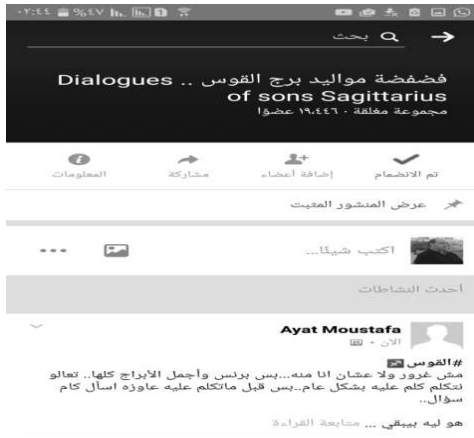 ٠٢:٤٤ %٤٧
بحث
فضفضة مواليد برج القوس .. Dialogues
of sons Sagittarius
مجموعة مغلقة · ١٩،٤٤٦ عضوًا
تم الانضمام
إضافة أعضاء
مشاركة
المعلومات
عرض المنشور المثبت
اكتب شيئًا...
أحدث النشاطات
Ayat Moustafa
الآن ·
#القوس
مش غرور ولا عشان انا منه...بس برنس وأجمل الأبراج كلها.. تعالو
نتكلم كلم عليه بشكل عام..بس قبل ماتكلم عليه عاوزه اسأل كام
سؤال..
هو ليه بيبقي ... متابعة القراءة